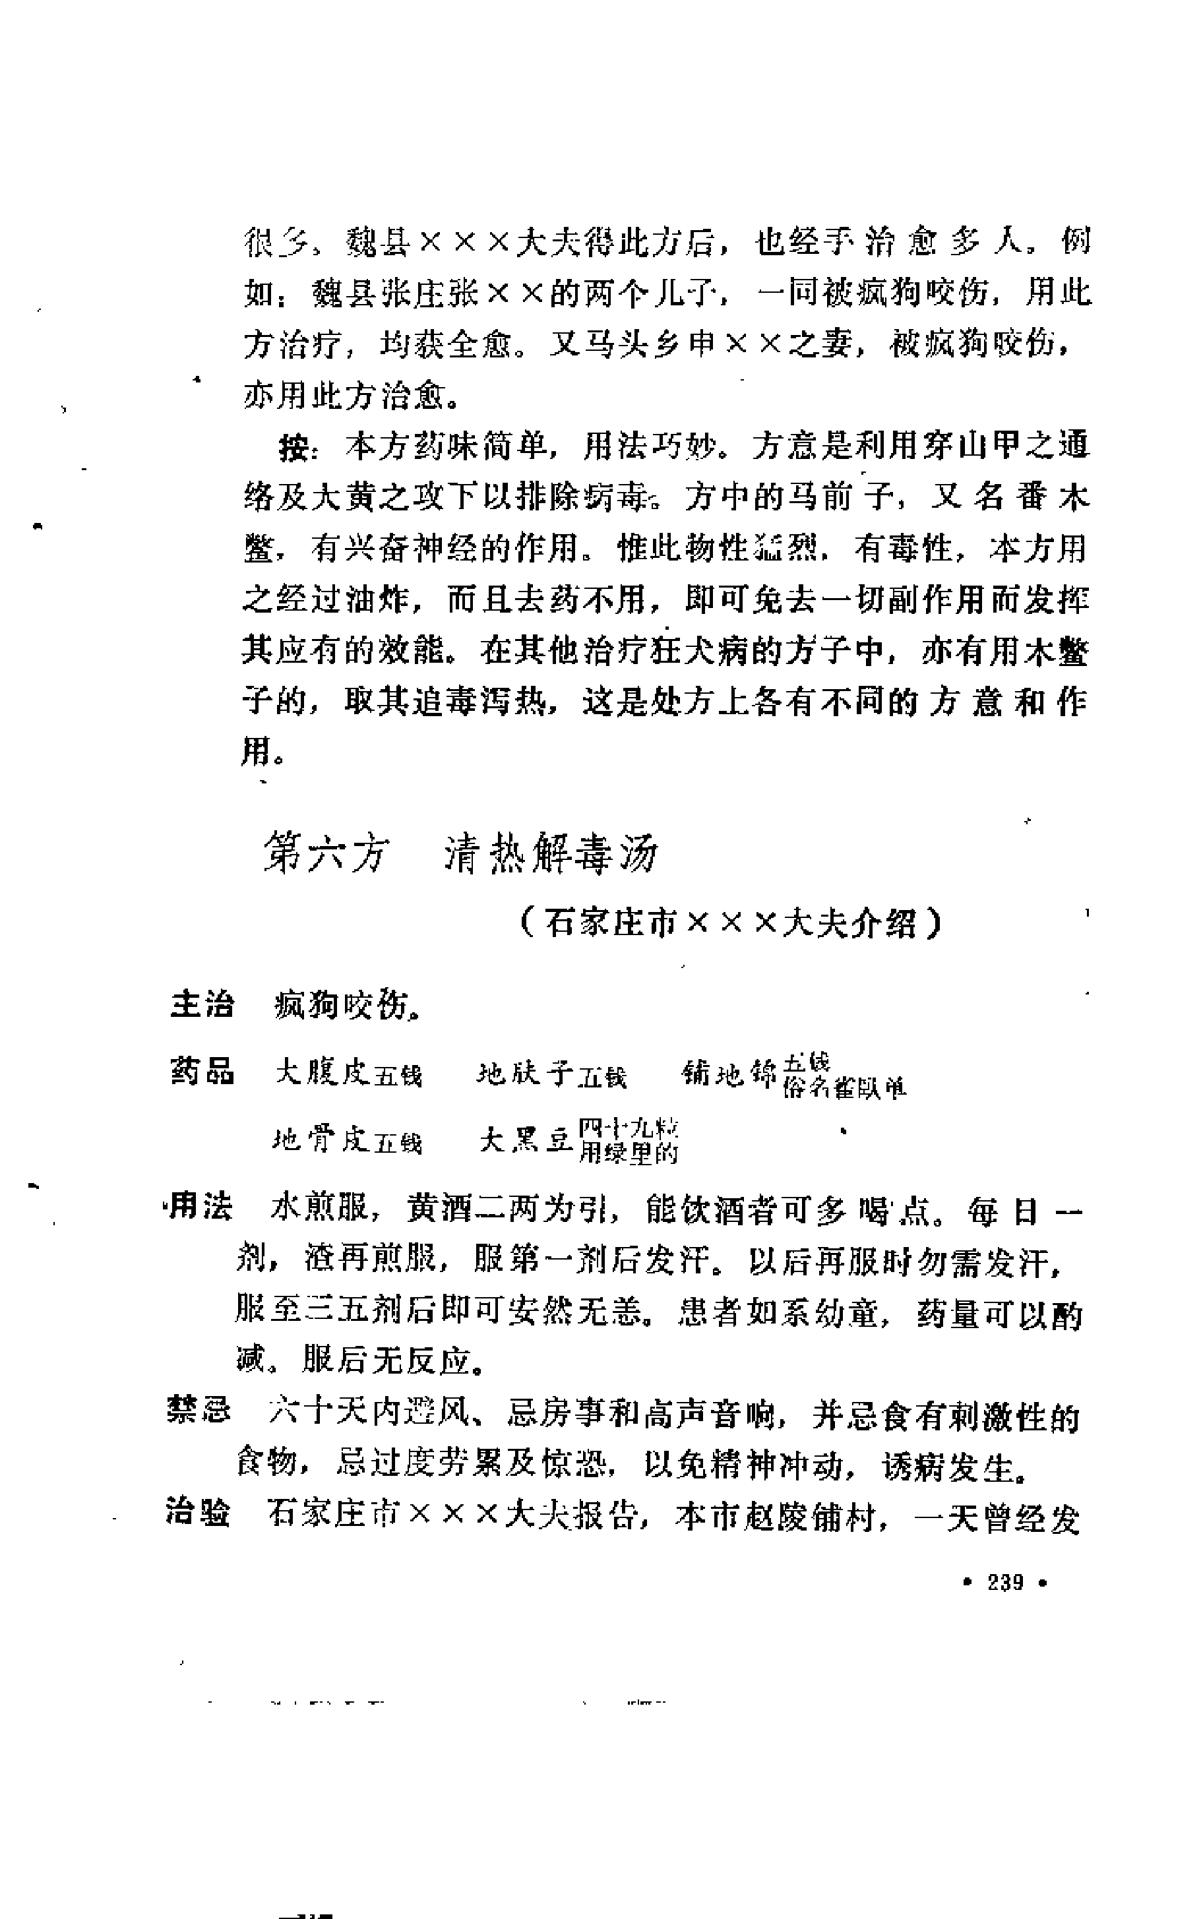 很多。魏县×××大夫得此方后，也经手治愈多人。例
如：魏县张庄张××的两个儿子，一同被疯狗咬伤，用此
方治疗，均获全愈。又马头乡申××之妻，被疯狗咬伤，
亦用此方治愈。
按：本方药味简单，用法巧妙。方意是利用穿山甲之通
络及大黄之攻下以排除病毒。方中的马前子，又名番木
鳖，有兴奋神经的作用。惟此物性猛烈，有毒性，本方用
之经过油炸，而且去药不用，即可免去一切副作用而发挥
其应有的效能。在其他治疗狂犬病的方子中，亦有用木鳖
子的，取其追毒泻热，这是处方上各有不同的方意和作
用。
第六方 清热解毒汤
（石家庄市×××大夫介绍）
主治 疯狗咬伤。
药品 大腹皮五钱 地肤子五钱 铺地锦五钱 俗名雀卧单
地骨皮五钱 大黑豆四十九粒 用绿里的
用法 水煎服，黄酒二两为引，能饮酒者可多喝点。每日一
剂，渣再煎服，服第一剂后发汗。以后再服时勿需发汗，
服至三五剂后即可安然无恙。患者如系幼童，药量可以酌
减。服后无反应。
禁忌 六十天内避风、忌房事和高声音响，并忌食有刺激性的
食物，忌过度劳累及惊恐，以免精神冲动，诱病发生。
治验 石家庄市×××大夫报告，本市赵陵铺村，一天曾经发
• 239 •